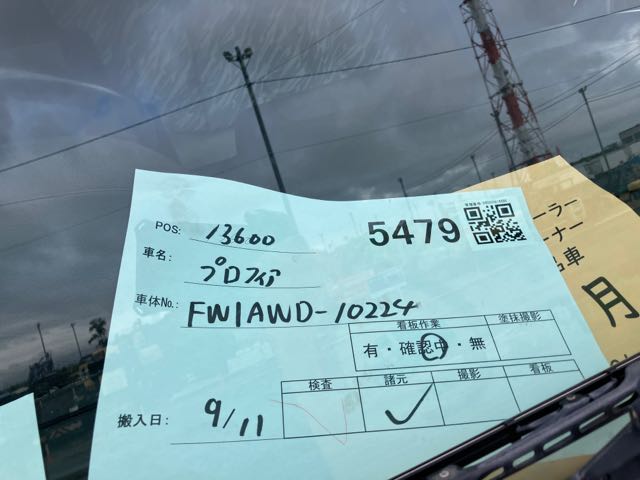 POS: 13600
5479
車名: プロフィア
車体No.: FW1AWD-10224
看板作業
塗抹撮影
有・確認中・無
検査
諸元
撮影
看板
搬入日: 9/11
ーラー
ーナー
出車
月